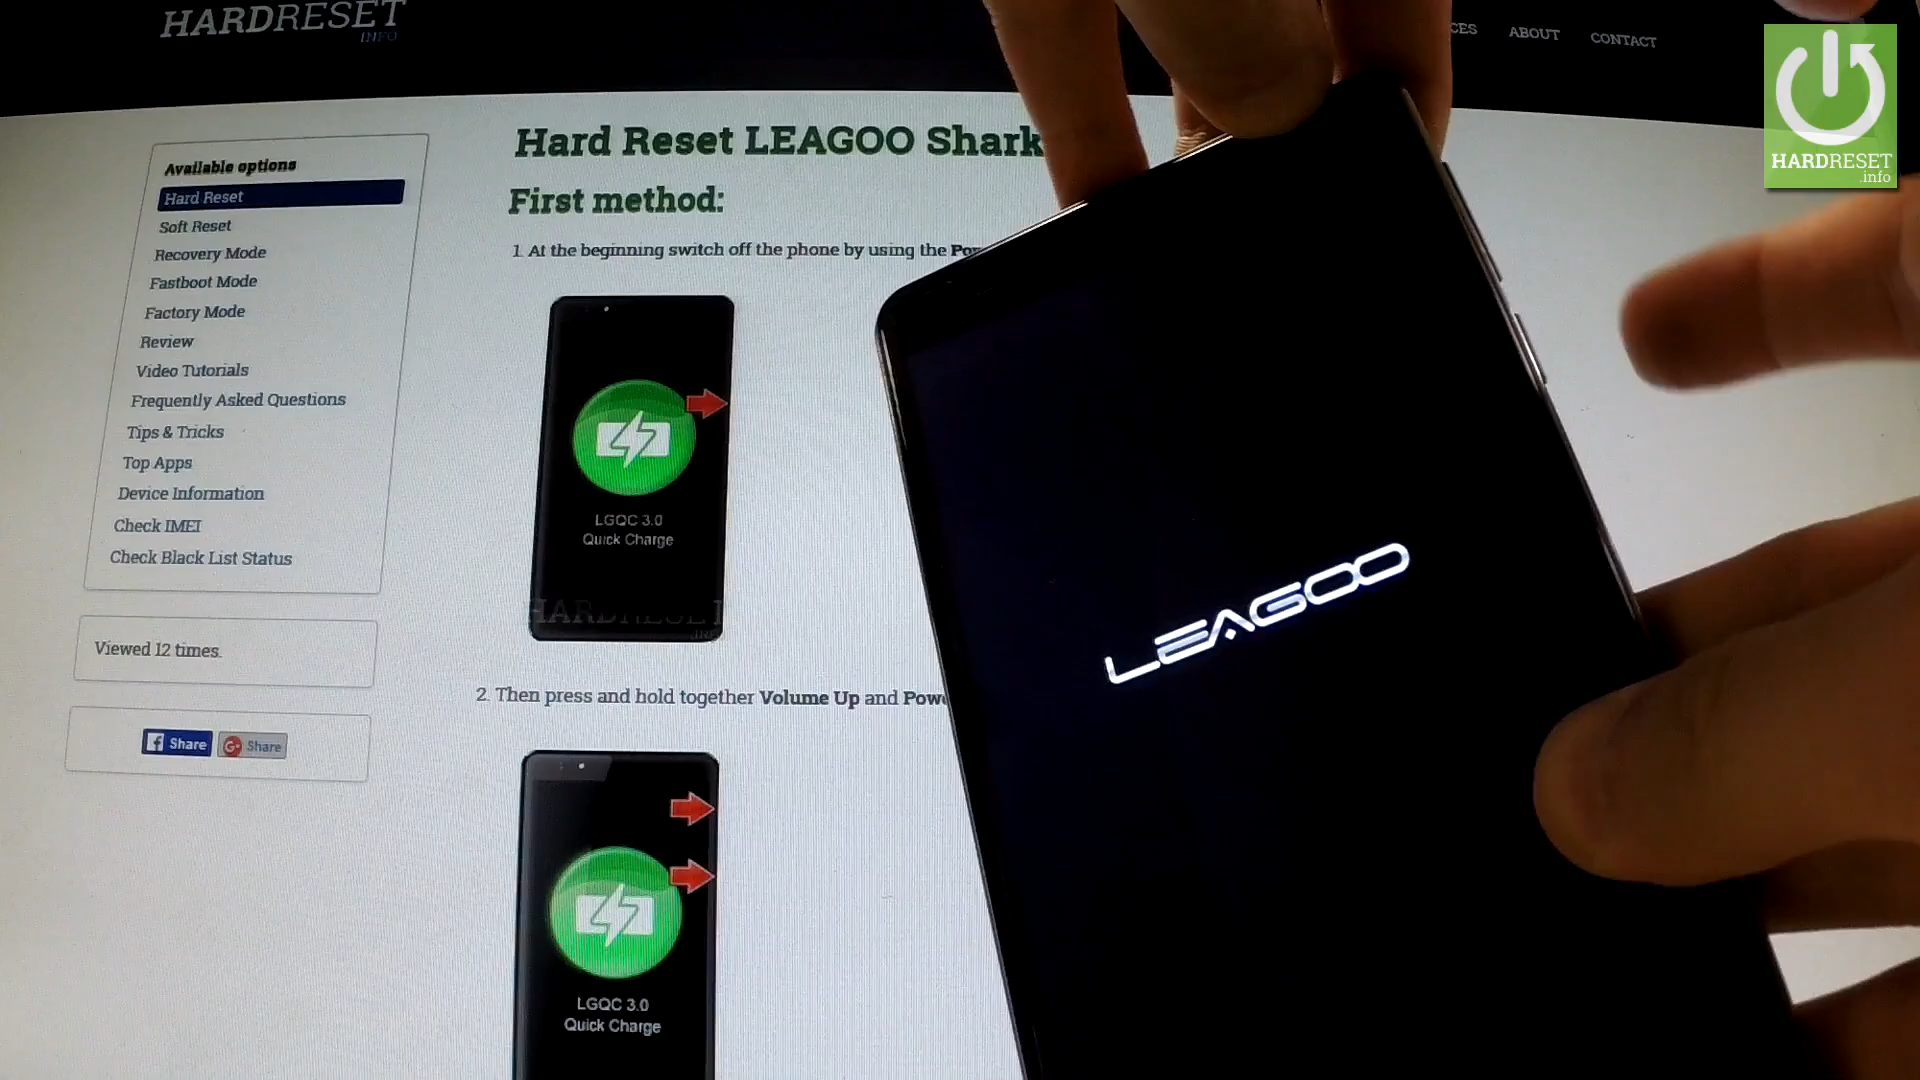 HARDRESET
INFO
CES ABOUT CONTACT
HARDRESET
.info
Available options
Hard Reset
Soft Reset
Recovery Mode
Fastboot Mode
Factory Mode
Review
Video Tutorials
Frequently Asked Questions
Tips & Tricks
Top Apps
Device Information
Check IMEI
Check Black List Status
Viewed 12 times.
Share
G+ Share
Hard Reset LEAGOO Shark
First method:
1. At the beginning switch off the phone by using the Pow
LGQC 3.0
Quick Charge
2. Then press and hold together Volume Up and Powe
LGQC 3.0
Quick Charge
LEAGOO